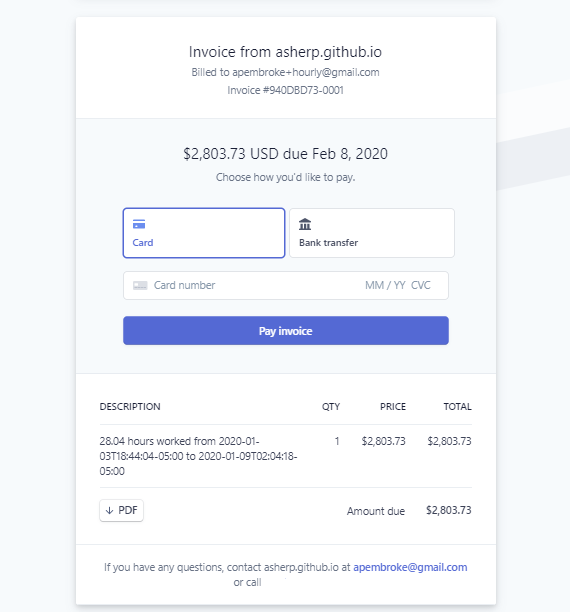 Invoice from asherp.github.io
Billed to apembroke+hourly@gmail.com
Invoice #940DBD73-0001
$2,803.73 USD due Feb 8, 2020
Choose how you'd like to pay.
Card
Bank transfer
Card number MM / YY CVC
Pay invoice
DESCRIPTION QTY PRICE TOTAL
28.04 hours worked from 2020-01- 1 $2,803.73 $2,803.73
03T18:44:04-05:00 to 2020-01-09T02:04:18-
05:00
PDF Amount due $2,803.73
If you have any questions, contact asherp.github.io at apembroke@gmail.com
or call